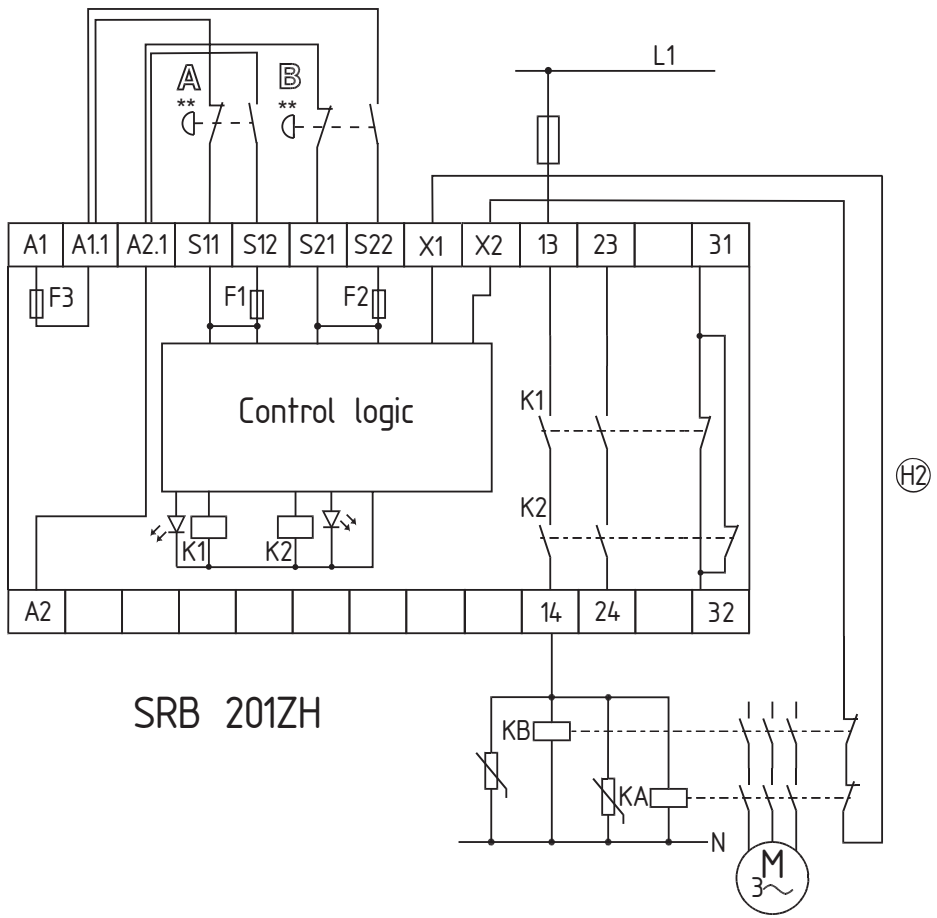 L1
A
B
**
**
A1
A1.1
A2.1
S11
S12
S21
S22
X1
X2
13
23
31
F3
F1
F2
Control logic
K1
K2
H2
K1
K2
A2
14
24
32
SRB 201ZH
KB
KA
N
M
3~